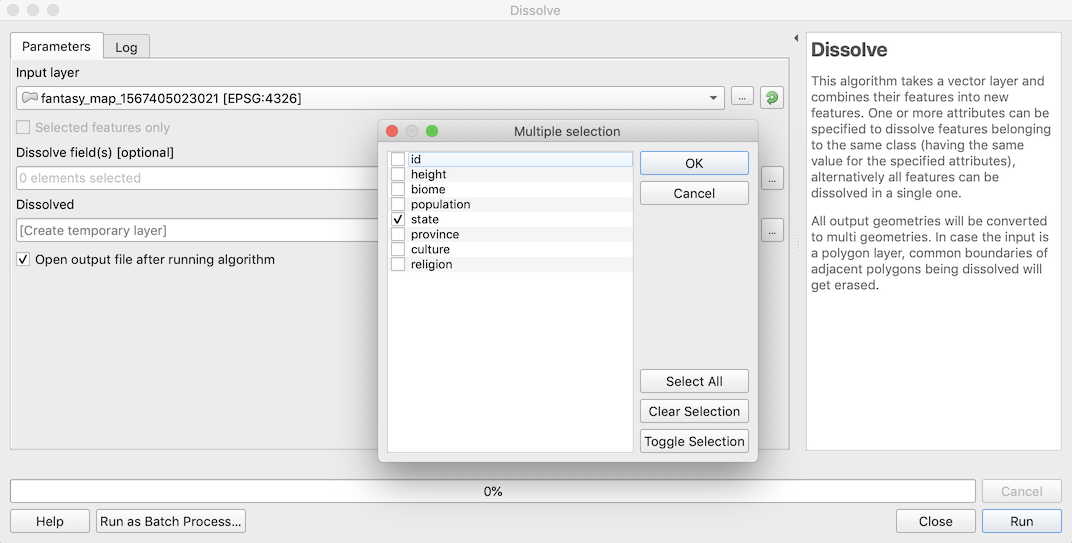 Dissolve
Parameters
Log
Input layer
fantasy_map_1567405023021 [EPSG:4326]
...
Selected features only
Dissolve field(s) [optional]
0 elements selected
...
Dissolved
[Create temporary layer]
...
Open output file after running algorithm
Multiple selection
id
height
biome
population
state
province
culture
religion
OK
Cancel
Select All
Clear Selection
Toggle Selection
Dissolve
This algorithm takes a vector layer and
combines their features into new
features. One or more attributes can be
specified to dissolve features belonging
to the same class (having the same
value for the specified attributes),
alternatively all features can be
dissolved in a single one.
All output geometries will be converted
to multi geometries. In case the input is
a polygon layer, common boundaries of
adjacent polygons being dissolved will
get erased.
0%
Cancel
Help
Run as Batch Process...
Close
Run